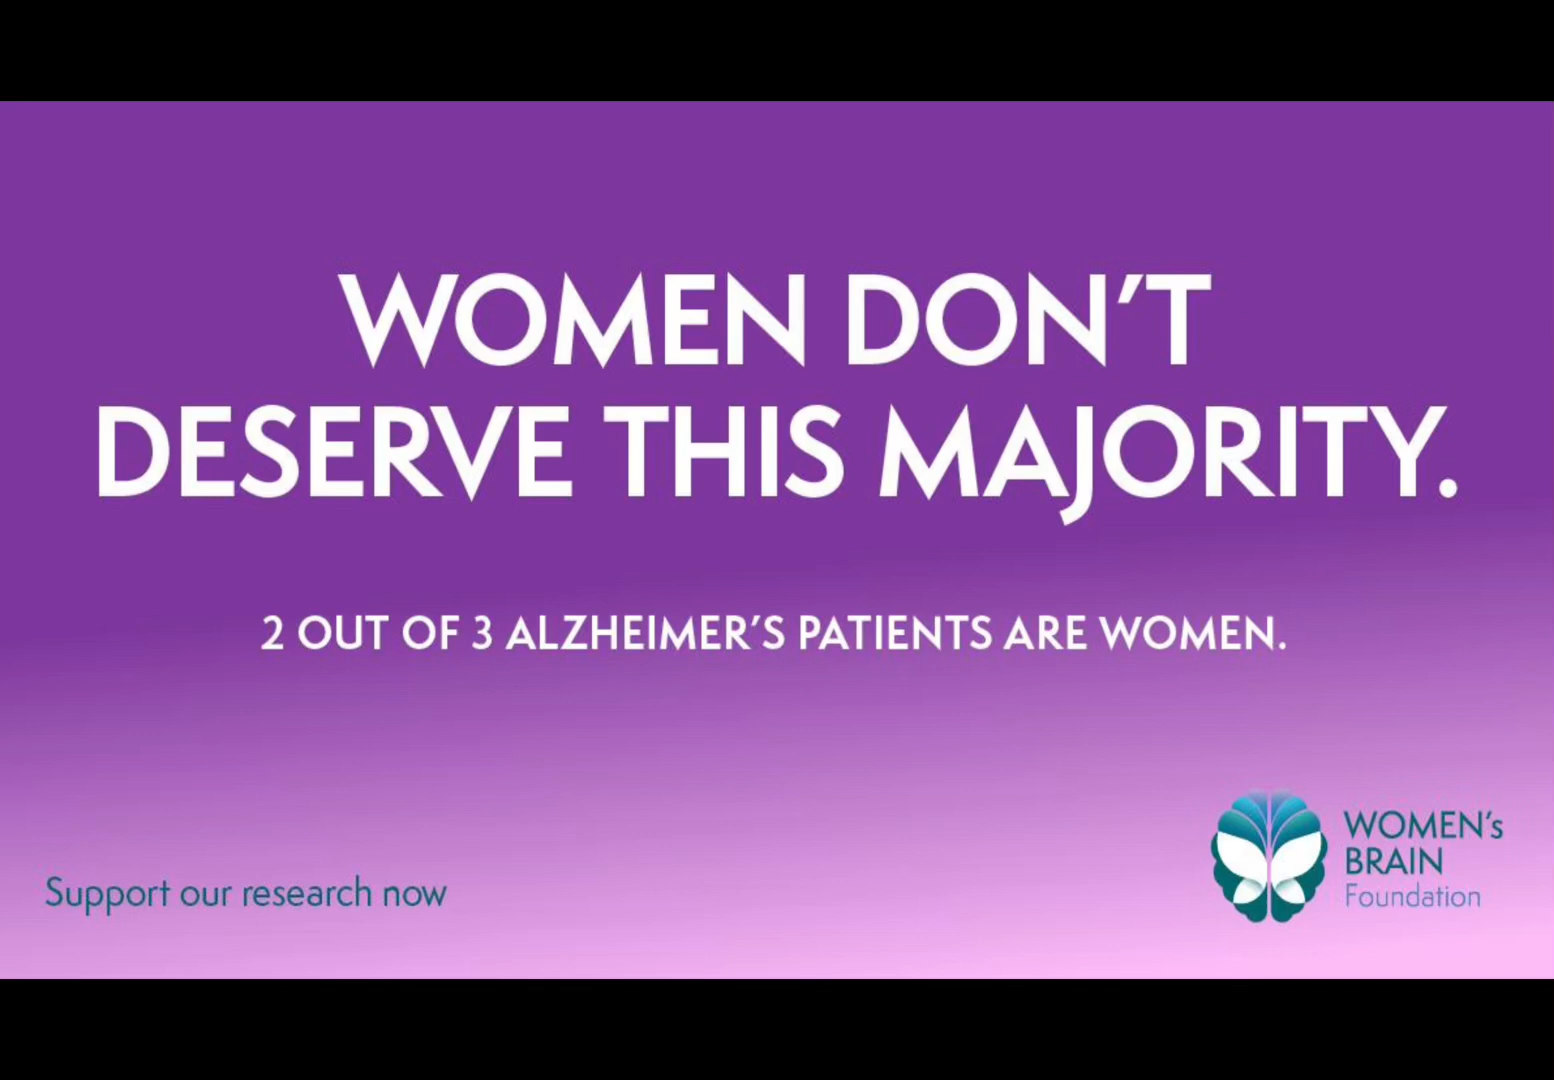 WOMEN DON’T
DESERVE THIS MAJORITY.
2 OUT OF 3 ALZHEIMER’S PATIENTS ARE WOMEN.
Support our research now
WOMEN’s
BRAIN
Foundation